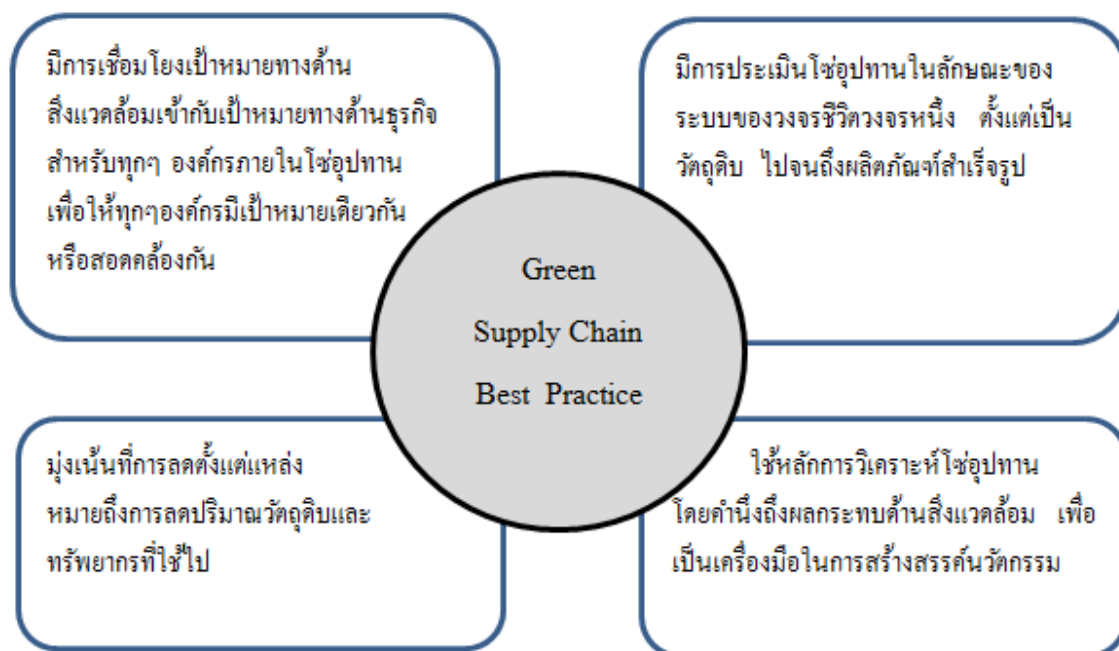 มีการเชื่อมโยงเป้าหมายทางด้าน
สิ่งแวดล้อมเข้ากับเป้าหมายทางด้านธุรกิจ
สำหรับทุกๆ องค์กรภายในโซ่อุปทาน
เพื่อให้ทุกๆองค์กรมีเป้าหมายเดียวกัน
หรือสอดคล้องกัน
มีการประเมินโซ่อุปทานในลักษณะของ
ระบบของวงจรชีวิตวงจรหนึ่ง ตั้งแต่เป็น
วัตถุดิบ ไปจนถึงผลิตภัณฑ์สำเร็จรูป
Green
Supply Chain
Best Practice
มุ่งเน้นที่การลดตั้งแต่แหล่ง
หมายถึงการลดปริมาณวัตถุดิบและ
ทรัพยากรที่ใช้ไป
ใช้หลักการวิเคราะห์โซ่อุปทาน
โดยคำนึงถึงผลกระทบด้านสิ่งแวดล้อม เพื่อ
เป็นเครื่องมือในการสร้างสรรค์นวัตกรรม